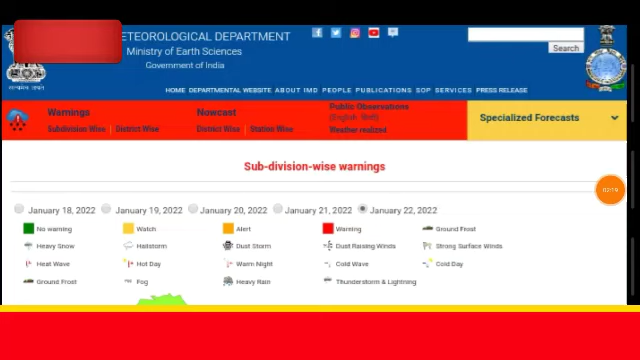 METEOROLOGICAL DEPARTMENT
Ministry of Earth Sciences
Government of India
Search
HOME DEPARTMENTAL WEBSITE ABOUT IMD PEOPLE PUBLICATIONS SOP SERVICES PRESS RELEASE
Warnings Nowcast Public Observations
Subdivision Wise | District Wise District Wise | Station Wise Weather realized
Specialized Forecasts
Sub-division-wise warnings
January 18, 2022 January 19, 2022 January 20, 2022 January 21, 2022 January 22, 2022
No warning Watch Alert Warning Ground Frost
Heavy Snow Hailstorm Dust Storm Dust Raising Winds Strong Surface Winds
Heat Wave Hot Day Warm Night Cold Wave Cold Day
Ground Frost Fog Heavy Rain Thunderstorm & Lightning